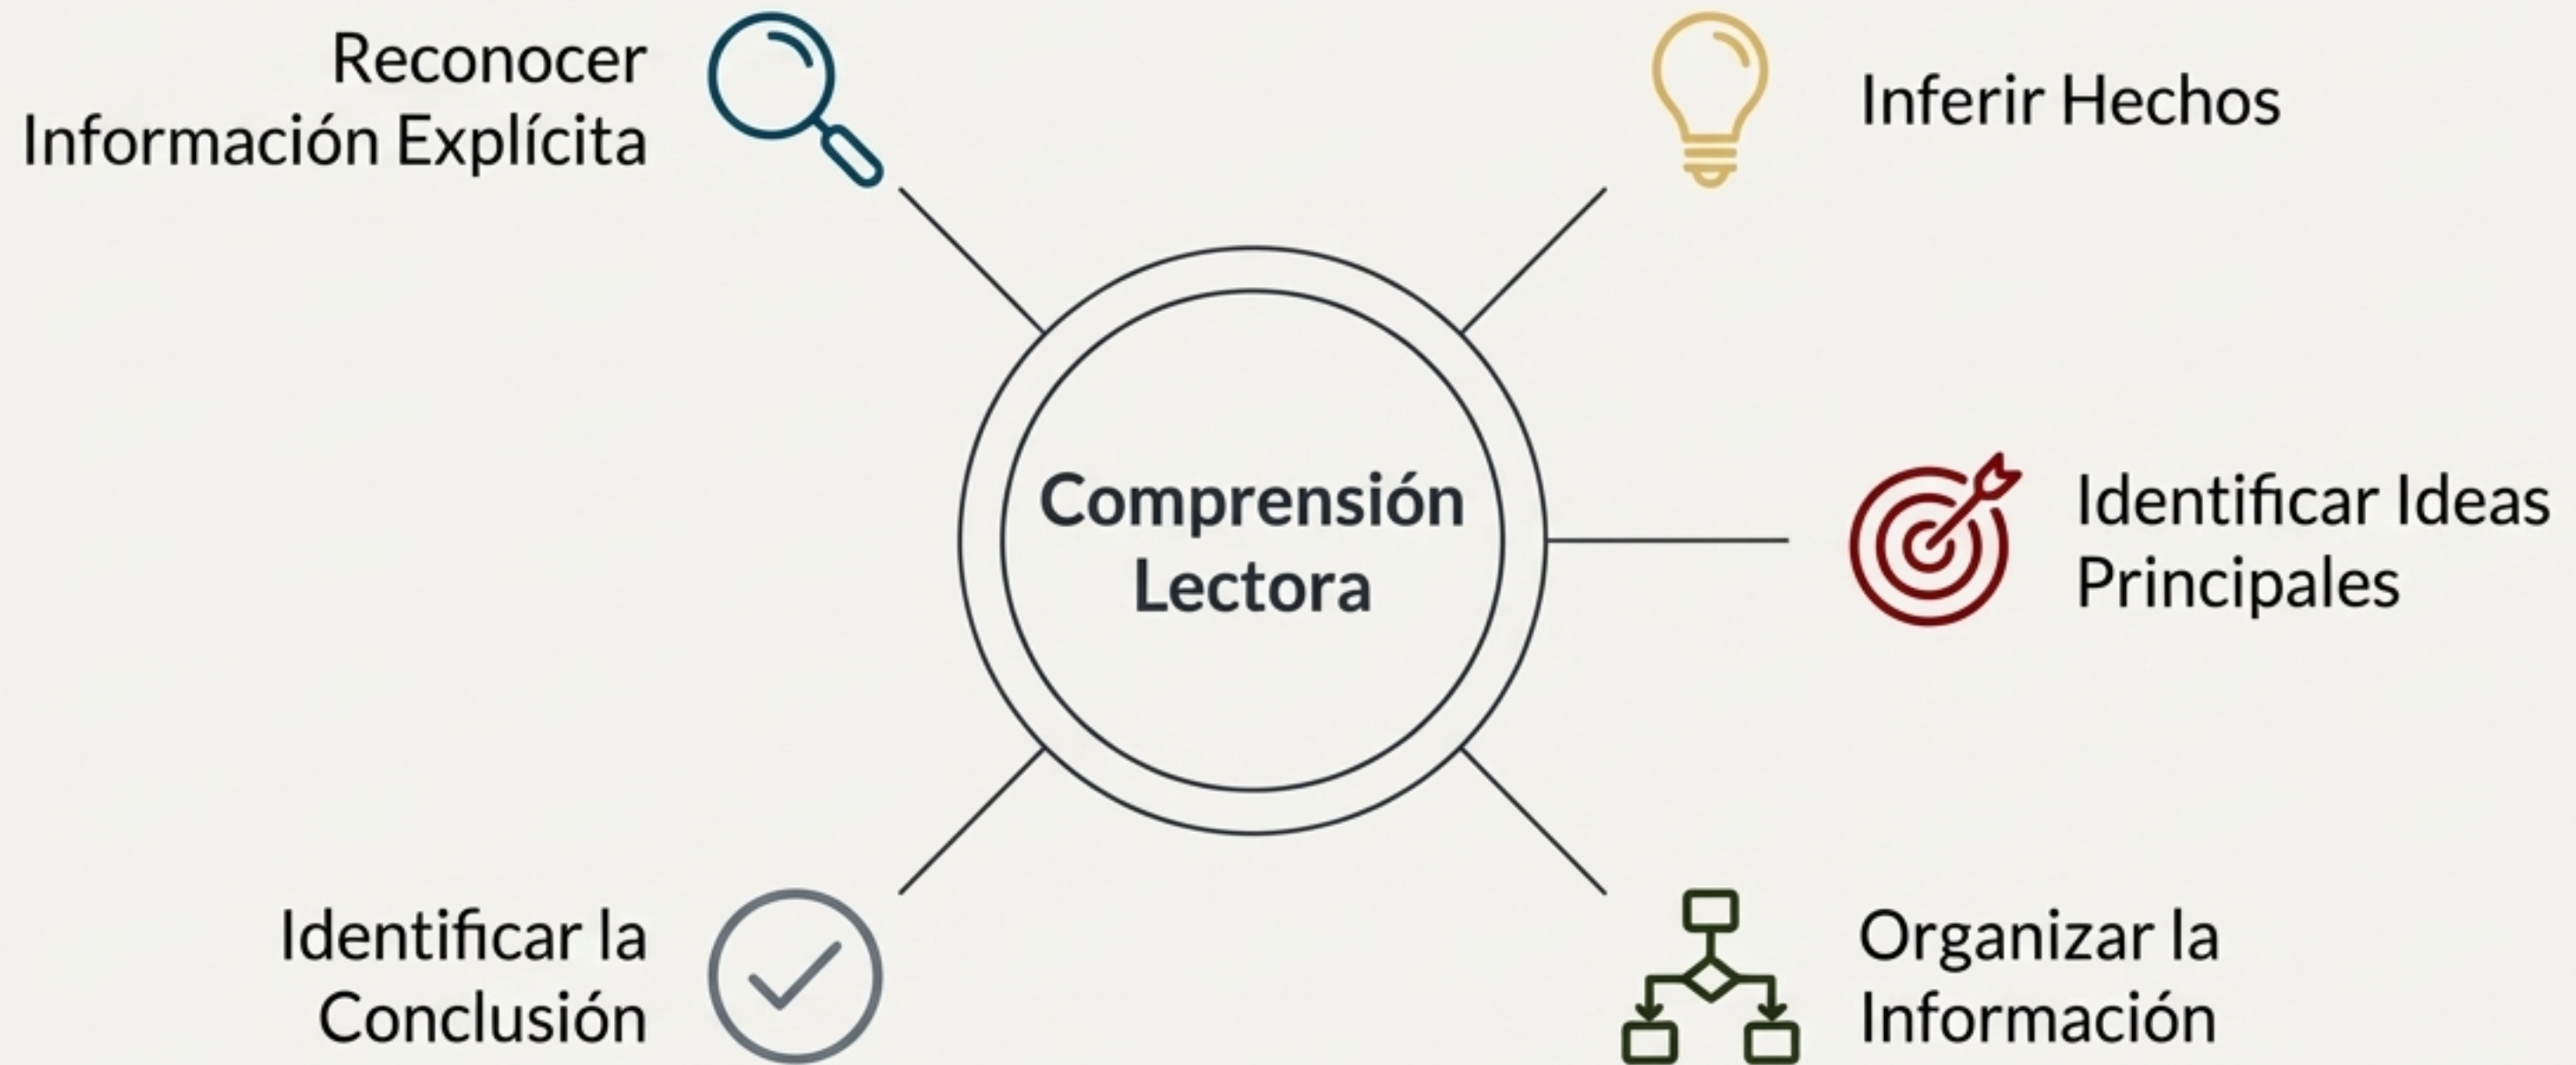 Reconocer
Información Explícita
Inferir Hechos
Comprensión
Lectora
Identificar Ideas
Principales
Identificar la
Conclusión
Organizar la
Información